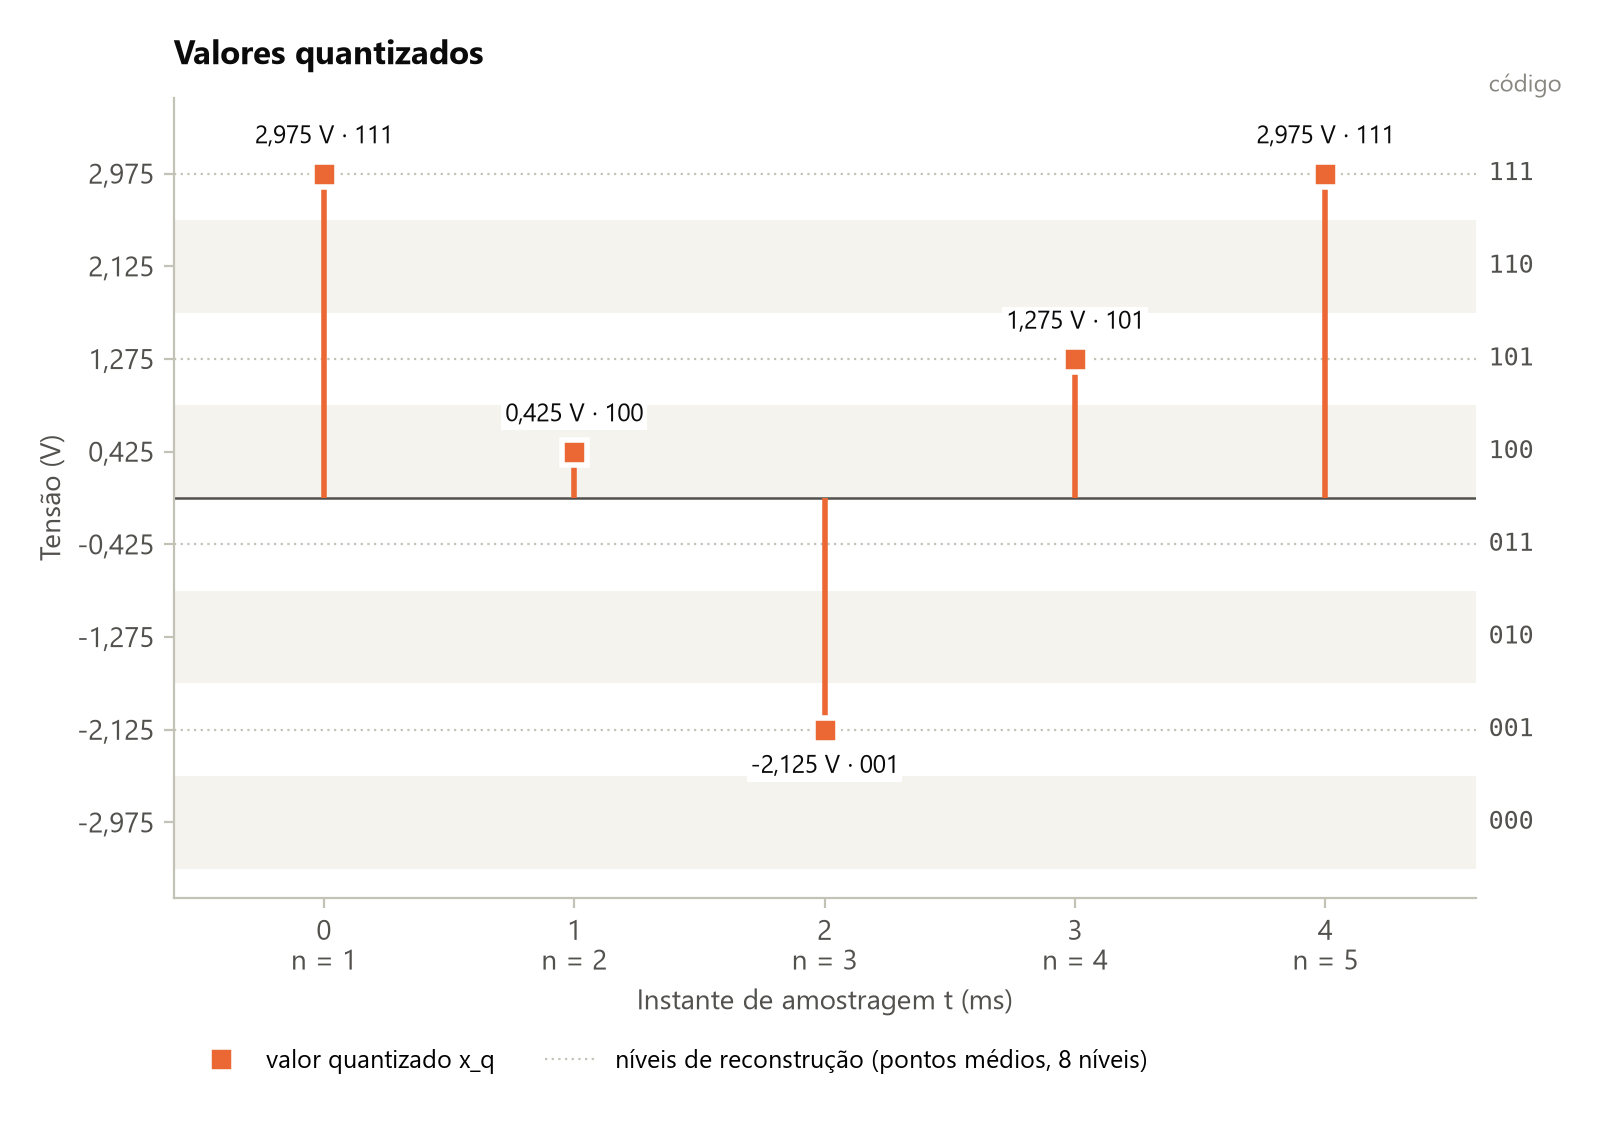 Valores quantizados
código
2,975 V · 111
2,975 V · 111
2,975
111
2,125
110
1,275 V · 101
1,275
101
0,425 V · 100
0,425
100
Tensão (V)
-0,425
011
-1,275
010
-2,125
001
-2,125 V · 001
-2,975
000
0 1 2 3 4
n = 1 n = 2 n = 3 n = 4 n = 5
Instante de amostragem t (ms)
valor quantizado x_q
níveis de reconstrução (pontos médios, 8 níveis)